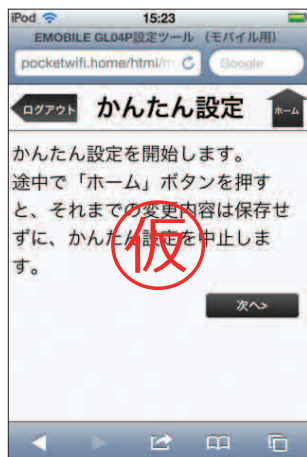 iPod 15:23
EMOBILE GL04P設定ツール (モバイル用)
pocketwifi.home/html/m Google
ログアウト かんたん設定 ホーム
かんたん設定を開始します。
途中で「ホーム」ボタンを押す
と、それまでの変更内容は保存せ
ずに、かんたん設定を中止しま
す。
仮
次へ>